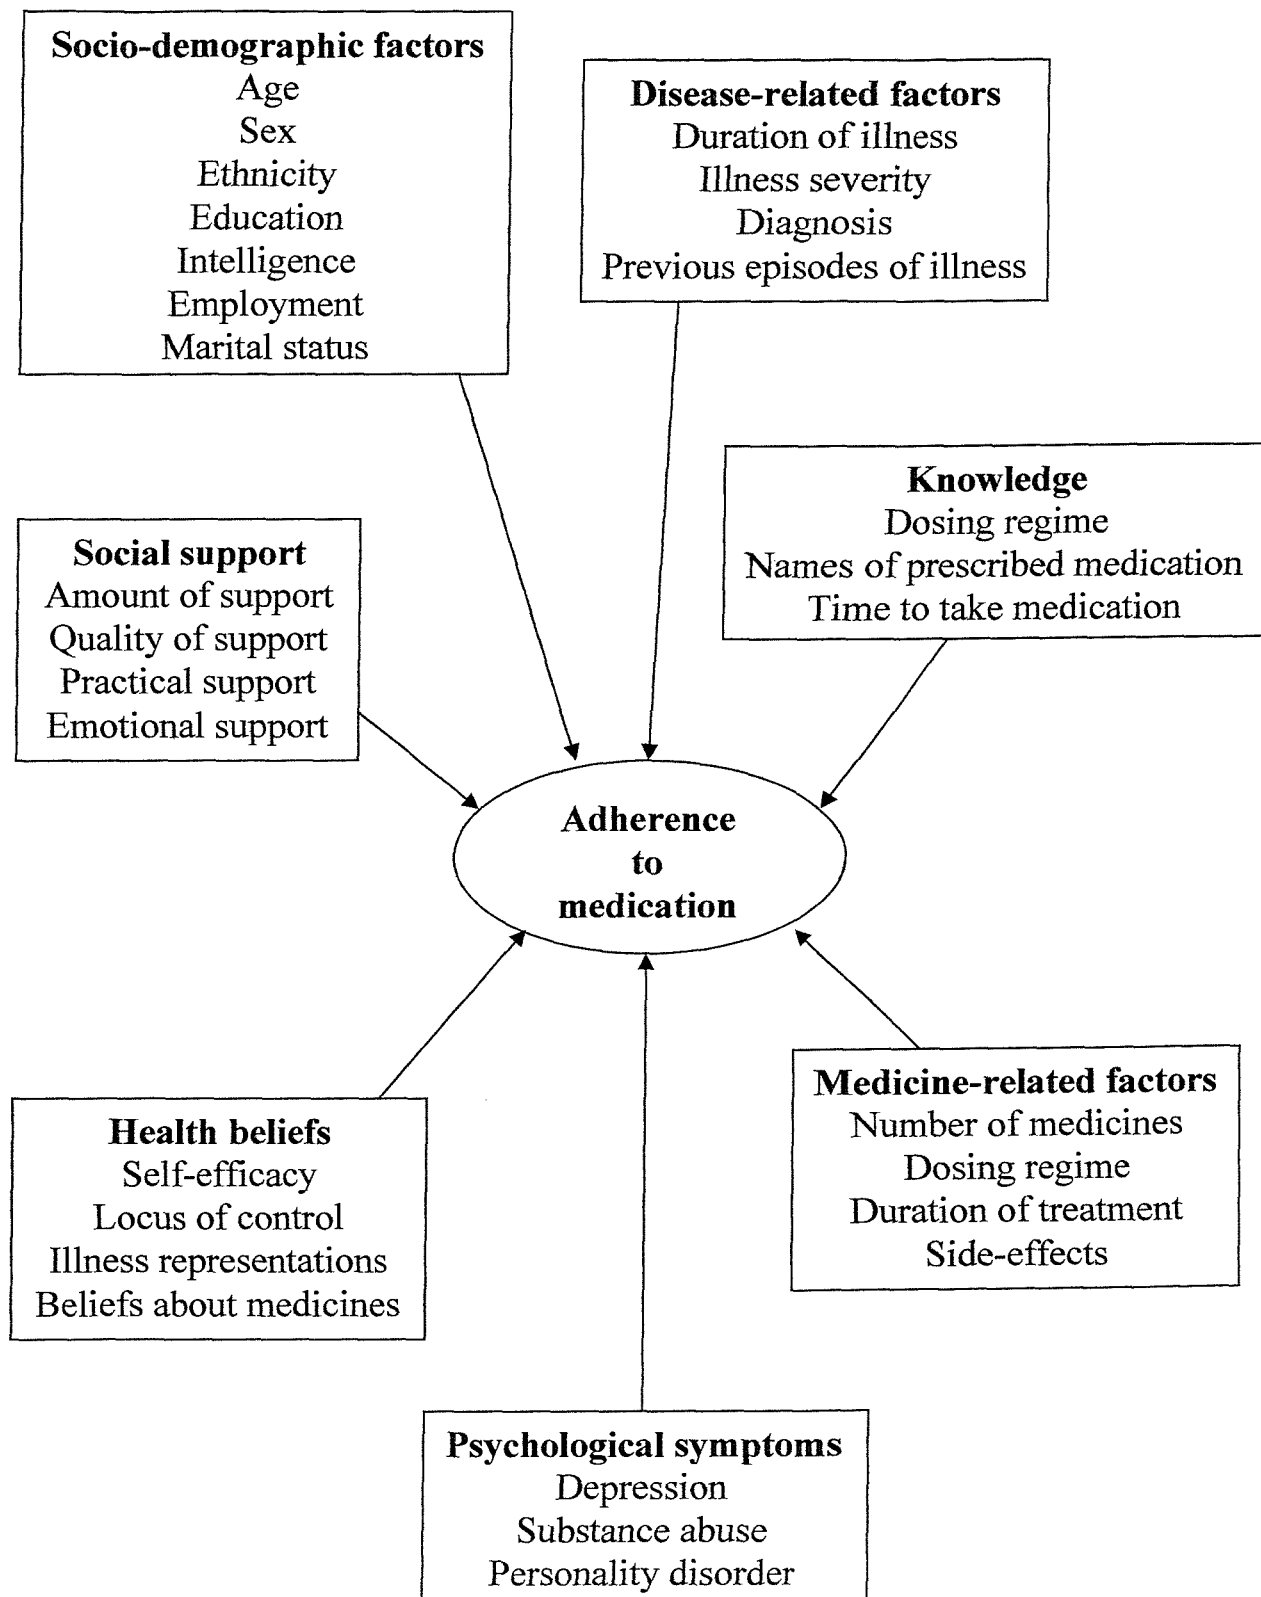 Socio-demographic factors
Age
Sex
Ethnicity
Education
Intelligence
Employment
Marital status
Disease-related factors
Duration of illness
Illness severity
Diagnosis
Previous episodes of illness
Knowledge
Dosing regime
Names of prescribed medication
Time to take medication
Social support
Amount of support
Quality of support
Practical support
Emotional support
Adherence
to
medication
Medicine-related factors
Number of medicines
Dosing regime
Duration of treatment
Side-effects
Health beliefs
Self-efficacy
Locus of control
Illness representations
Beliefs about medicines
Psychological symptoms
Depression
Substance abuse
Personality disorder